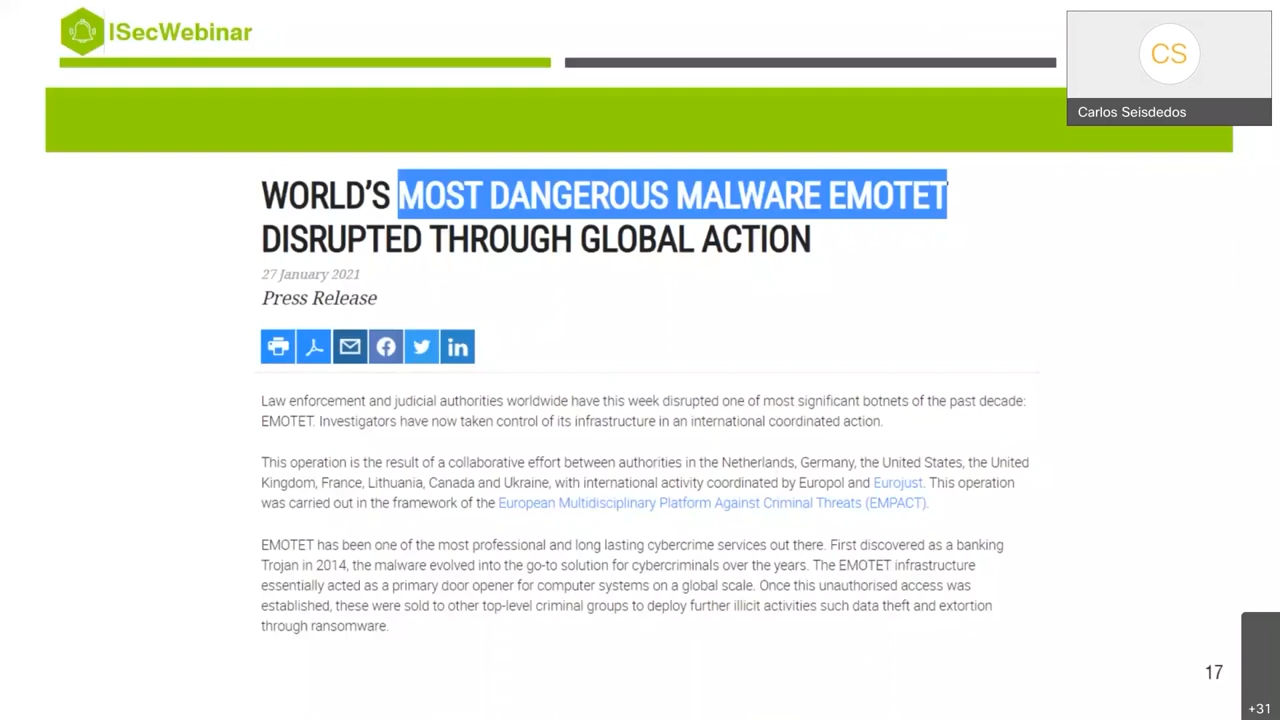 ISecWebinar
CS
Carlos Seisdedos
WORLD'S MOST DANGEROUS MALWARE EMOTET
DISRUPTED THROUGH GLOBAL ACTION
27 January 2021
Press Release
Law enforcement and judicial authorities worldwide have this week disrupted one of most significant botnets of the past decade:
EMOTET. Investigators have now taken control of its infrastructure in an international coordinated action.
This operation is the result of a collaborative effort between authorities in the Netherlands, Germany, the United States, the United
Kingdom, France, Lithuania, Canada and Ukraine, with international activity coordinated by Europol and Eurojust. This operation
was carried out in the framework of the European Multidisciplinary Platform Against Criminal Threats (EMPACT).
EMOTET has been one of the most professional and long lasting cybercrime services out there. First discovered as a banking
Trojan in 2014, the malware evolved into the go-to solution for cybercriminals over the years. The EMOTET infrastructure
essentially acted as a primary door opener for computer systems on a global scale. Once this unauthorised access was
established, these were sold to other top-level criminal groups to deploy further illicit activities such data theft and extortion
through ransomware.
17
+31